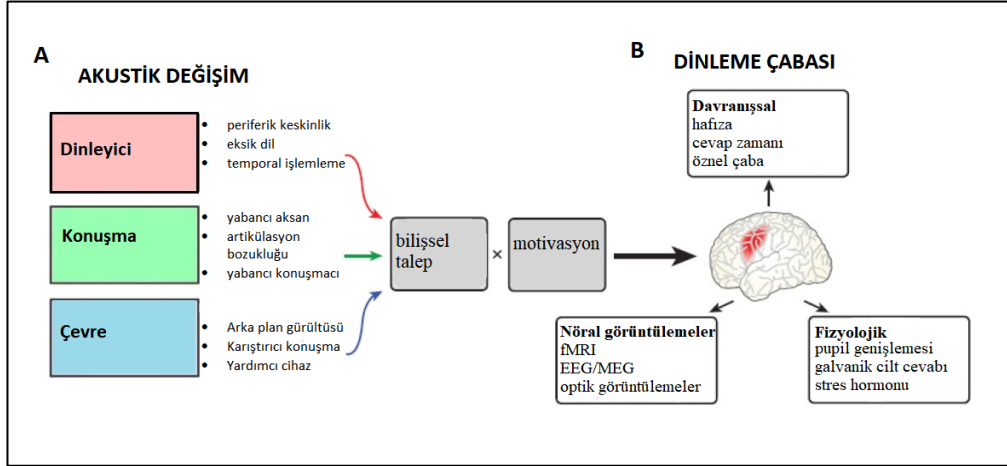 A
AKUSTİK DEĞİŞİM
Dinleyici
periferik keskinlik
eksik dil
temporal işlemleme
Konuşma
yabancı aksan
artikülasyon
bozukluğu
yabancı konuşmacı
Çevre
Arka plan gürültüsü
Karıştırıcı konuşma
Yardımcı cihaz
bilişsel
talep
×
motivasyon
B
DİNLEME ÇABASI
Davranışsal
hafıza
cevap zamanı
öznel çaba
Nöral görüntülemeler
fMRI
EEG/MEG
optik görüntülemeler
Fizyolojik
pupil genişlemesi
galvanik cilt cevabı
stres hormonu